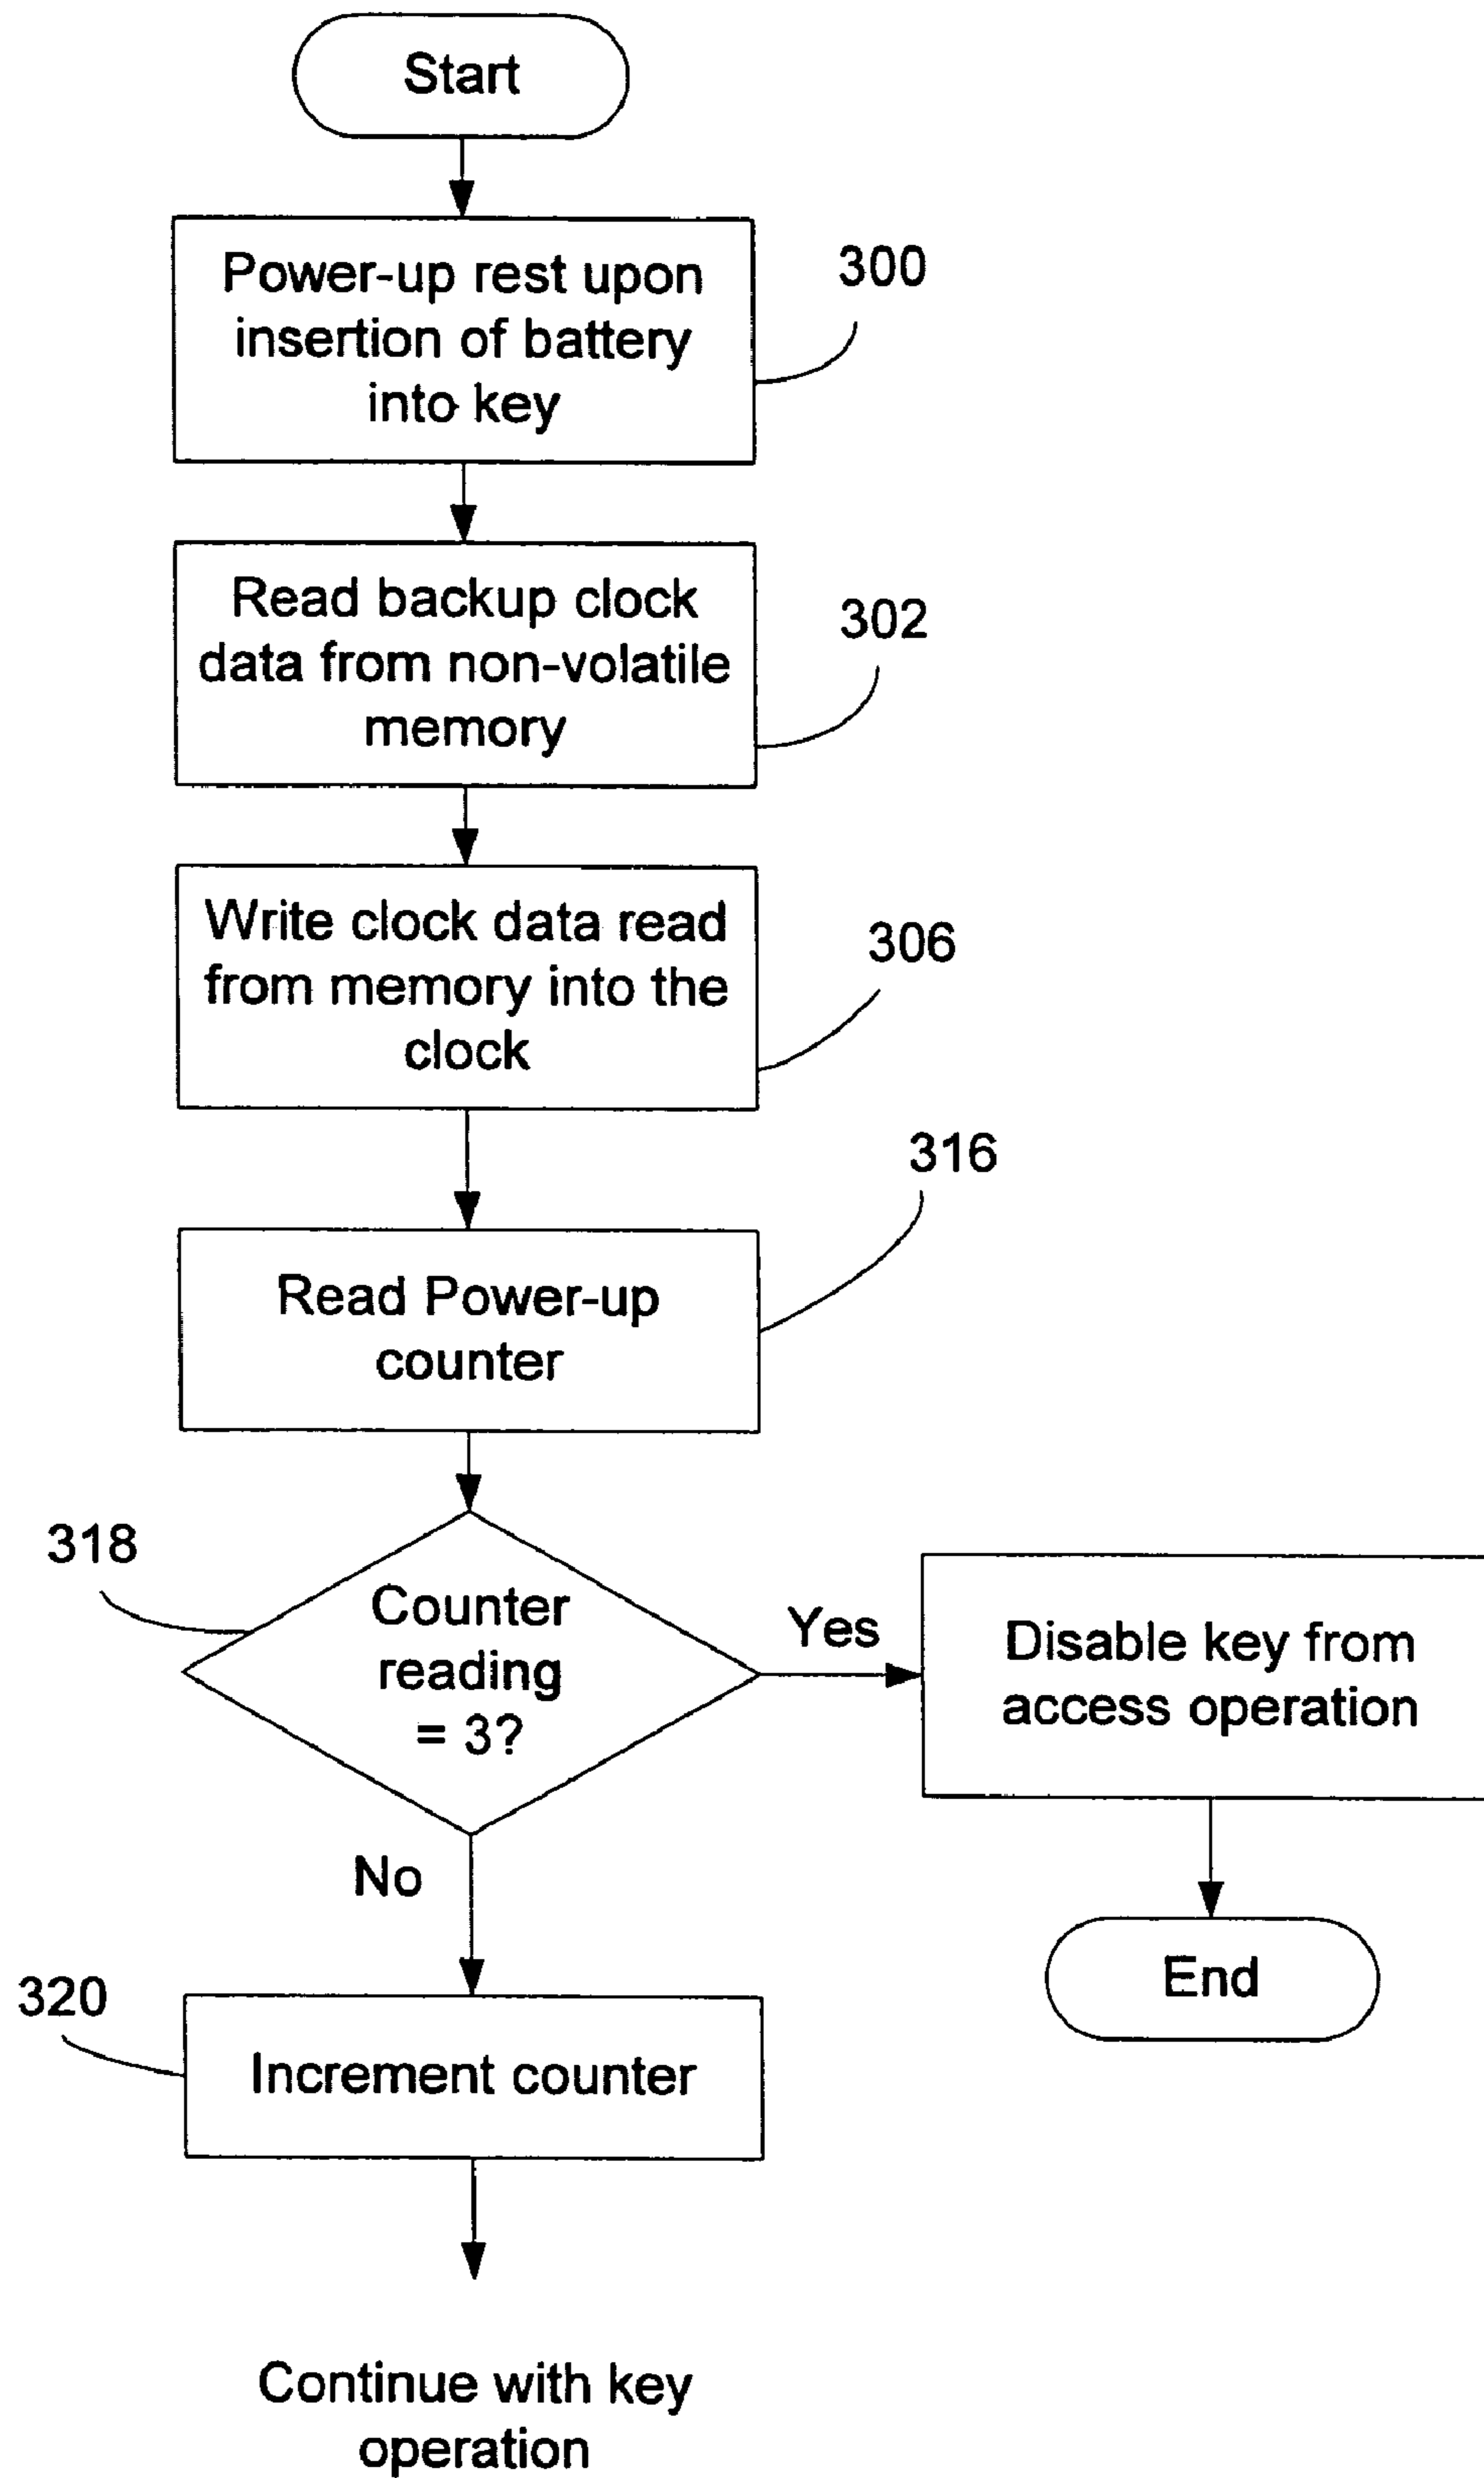 Start
Power-up rest upon
insertion of battery
into key
300
Read backup clock
data from non-volatile
memory
302
Write clock data read
from memory into the
clock
306
316
Read Power-up
counter
318
Counter
reading
= 3?
Yes
Disable key from
access operation
No
End
320
Increment counter
Continue with key
operation